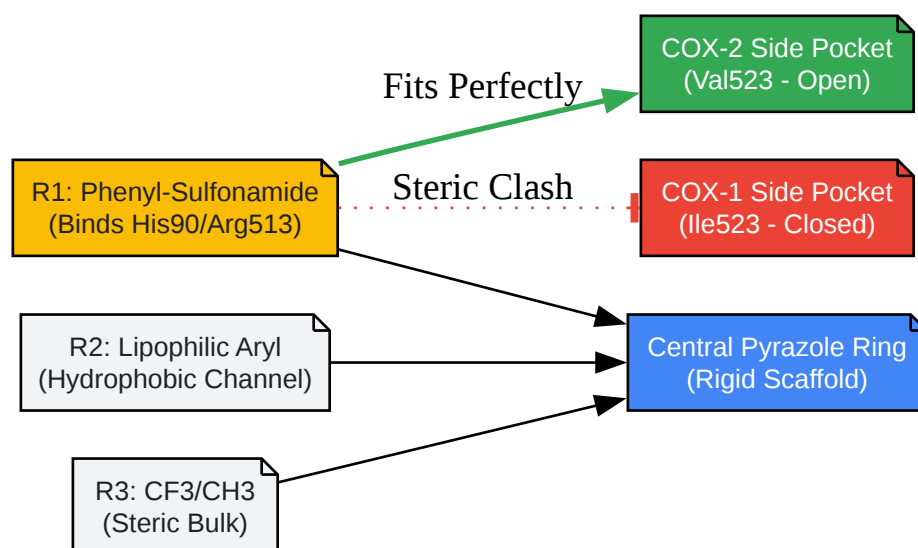 COX-2 Side Pocket
(Val523 - Open)
Fits Perfectly
R1: Phenyl-Sulfonamide
(Binds His90/Arg513)
Steric Clash
COX-1 Side Pocket
(Ile523 - Closed)
R2: Lipophilic Aryl
(Hydrophobic Channel)
Central Pyrazole Ring
(Rigid Scaffold)
R3: CF3/CH3
(Steric Bulk)